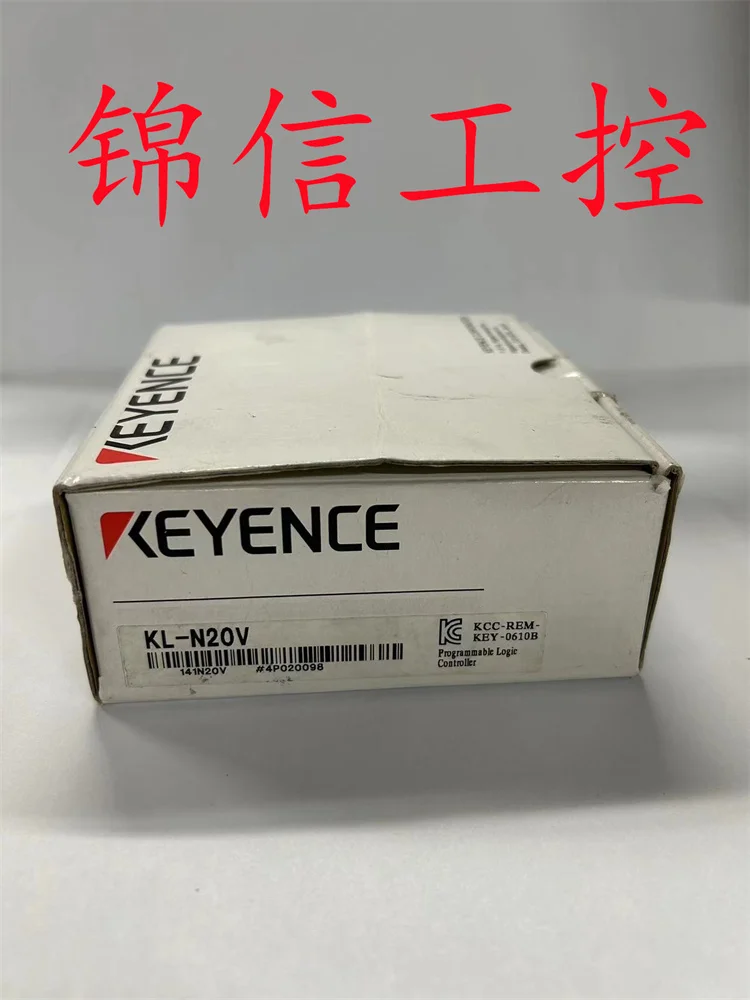 锦信工控
KEYENCE
KEYENCE
KL-N20V
141N20V #4P020098
KCC-REM-
KEY-0610B
Programmable Logic
Controller